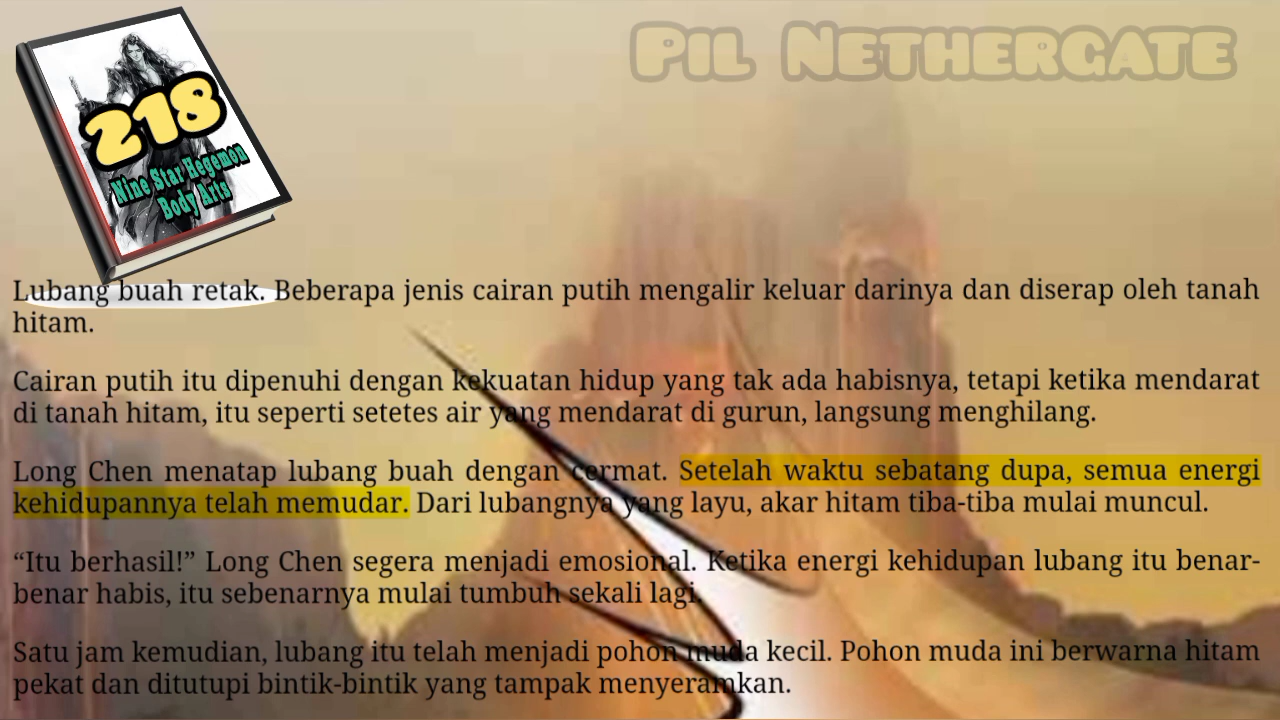 Pil Nethergate
218
Nine Star Hegemon
Body Arts
Lubang buah retak. Beberapa jenis cairan putih mengalir keluar darinya dan diserap oleh tanah
hitam.
Cairan putih itu dipenuhi dengan kekuatan hidup yang tak ada habisnya, tetapi ketika mendarat
di tanah hitam, itu seperti setetes air yang mendarat di gurun, langsung menghilang.
Long Chen menatap lubang buah dengan cermat. Setelah waktu sebatang dupa, semua energi
kehidupannya telah memudar. Dari lubangnya yang layu, akar hitam tiba-tiba mulai muncul.
“Itu berhasil!” Long Chen segera menjadi emosional. Ketika energi kehidupan lubang itu benar-
benar habis, itu sebenarnya mulai tumbuh sekali lagi.
Satu jam kemudian, lubang itu telah menjadi pohon muda kecil. Pohon muda ini berwarna hitam
pekat dan ditutupi bintik-bintik yang tampak menyeramkan.